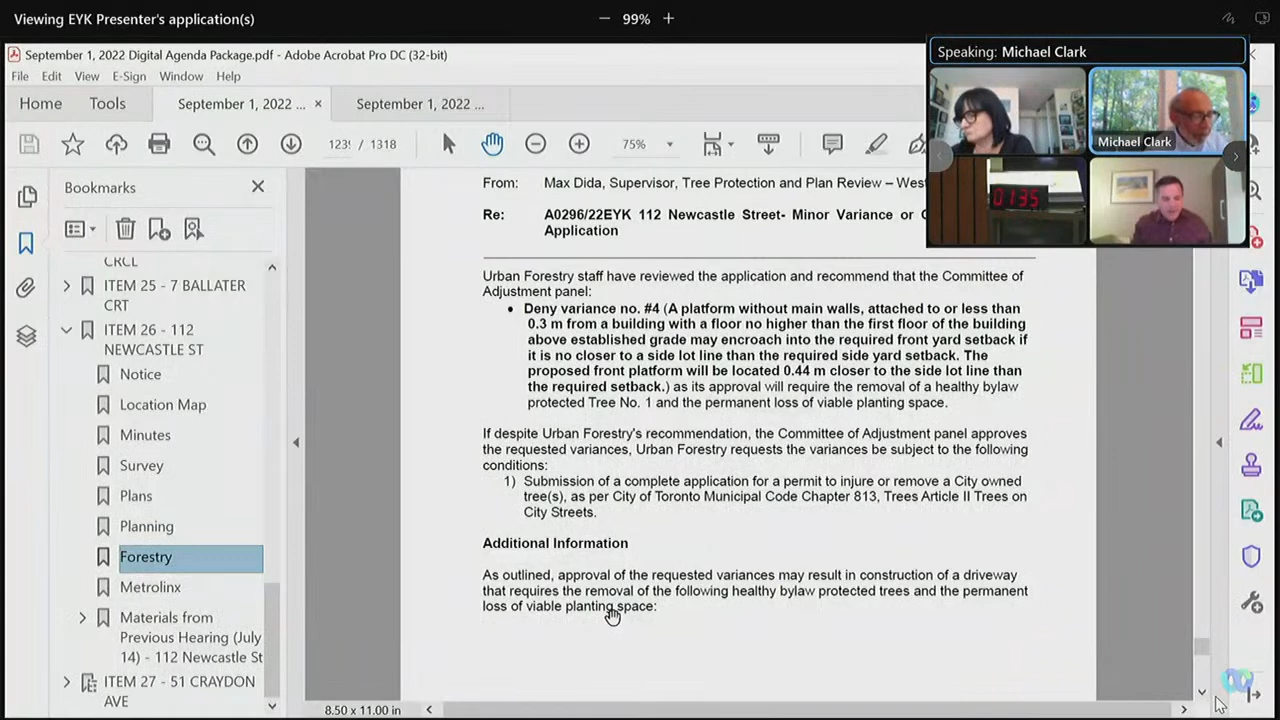 Viewing EYK Presenter's application(s)
99%
September 1, 2022 Digital Agenda Package.pdf - Adobe Acrobat Pro DC (32-bit)
Speaking: Michael Clark
File Edit View E-Sign Window Help
Home Tools September 1, 2022 ... × September 1, 2022 ...
/ 1318 75%
Michael Clark
01:35
Bookmarks
CRCL
ITEM 25 - 7 BALLATER
CRT
ITEM 26 - 112
NEWCASTLE ST
Notice
Location Map
Minutes
Survey
Plans
Planning
Forestry
Metrolinx
Materials from
Previous Hearing (July
14) - 112 Newcastle St
ITEM 27 - 51 CRAYDON
AVE
From: Max Dida, Supervisor, Tree Protection and Plan Review – West
Re: A0296/22EYK 112 Newcastle Street- Minor Variance or
Application
Urban Forestry staff have reviewed the application and recommend that the Committee of
Adjustment panel:
• Deny variance no. #4 (A platform without main walls, attached to or less than
0.3 m from a building with a floor no higher than the first floor of the building
above established grade may encroach into the required front yard setback if
it is no closer to a side lot line than the required side yard setback. The
proposed front platform will be located 0.44 m closer to the side lot line than
the required setback.) as its approval will require the removal of a healthy bylaw
protected Tree No. 1 and the permanent loss of viable planting space.
If despite Urban Forestry's recommendation, the Committee of Adjustment panel approves
the requested variances, Urban Forestry requests the variances be subject to the following
conditions:
1) Submission of a complete application for a permit to injure or remove a City owned
tree(s), as per City of Toronto Municipal Code Chapter 813, Trees Article II Trees on
City Streets.
Additional Information
As outlined, approval of the requested variances may result in construction of a driveway
that requires the removal of the following healthy bylaw protected trees and the permanent
loss of viable planting space:
8.50 x 11.00 in